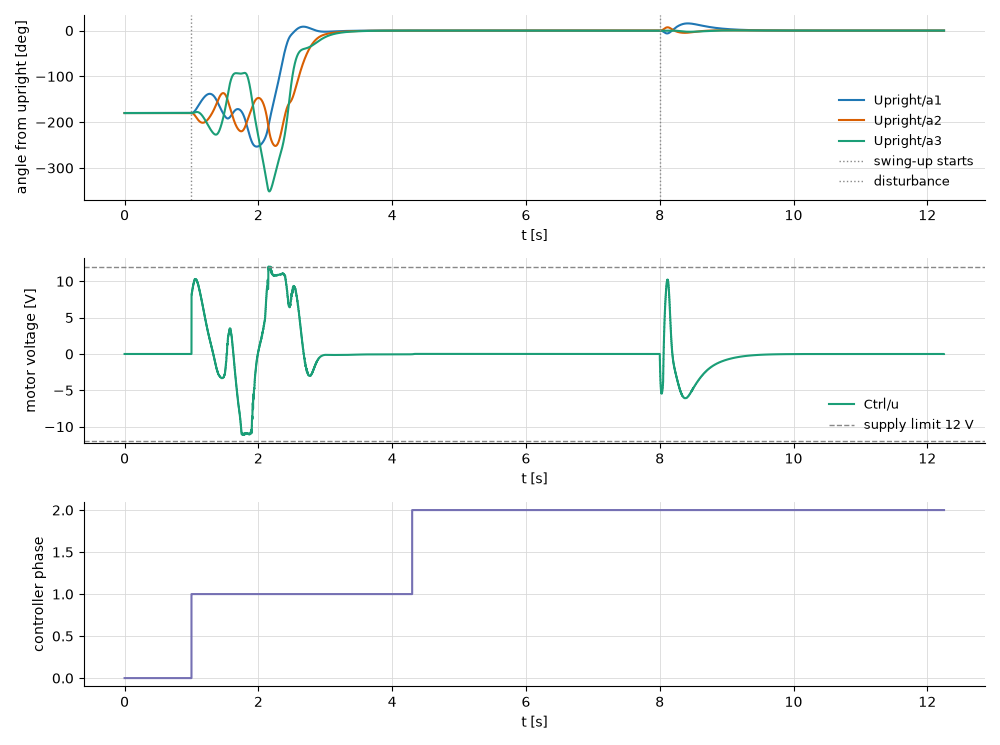 angle from upright [deg]
0
−100
−200
−300
Upright/a1
Upright/a2
Upright/a3
swing-up starts
disturbance
0 2 4 6 8 10 12
t [s]
motor voltage [V]
10
5
0
−5
−10
Ctrl/u
supply limit 12 V
0 2 4 6 8 10 12
t [s]
controller phase
2.0
1.5
1.0
0.5
0.0
0 2 4 6 8 10 12
t [s]